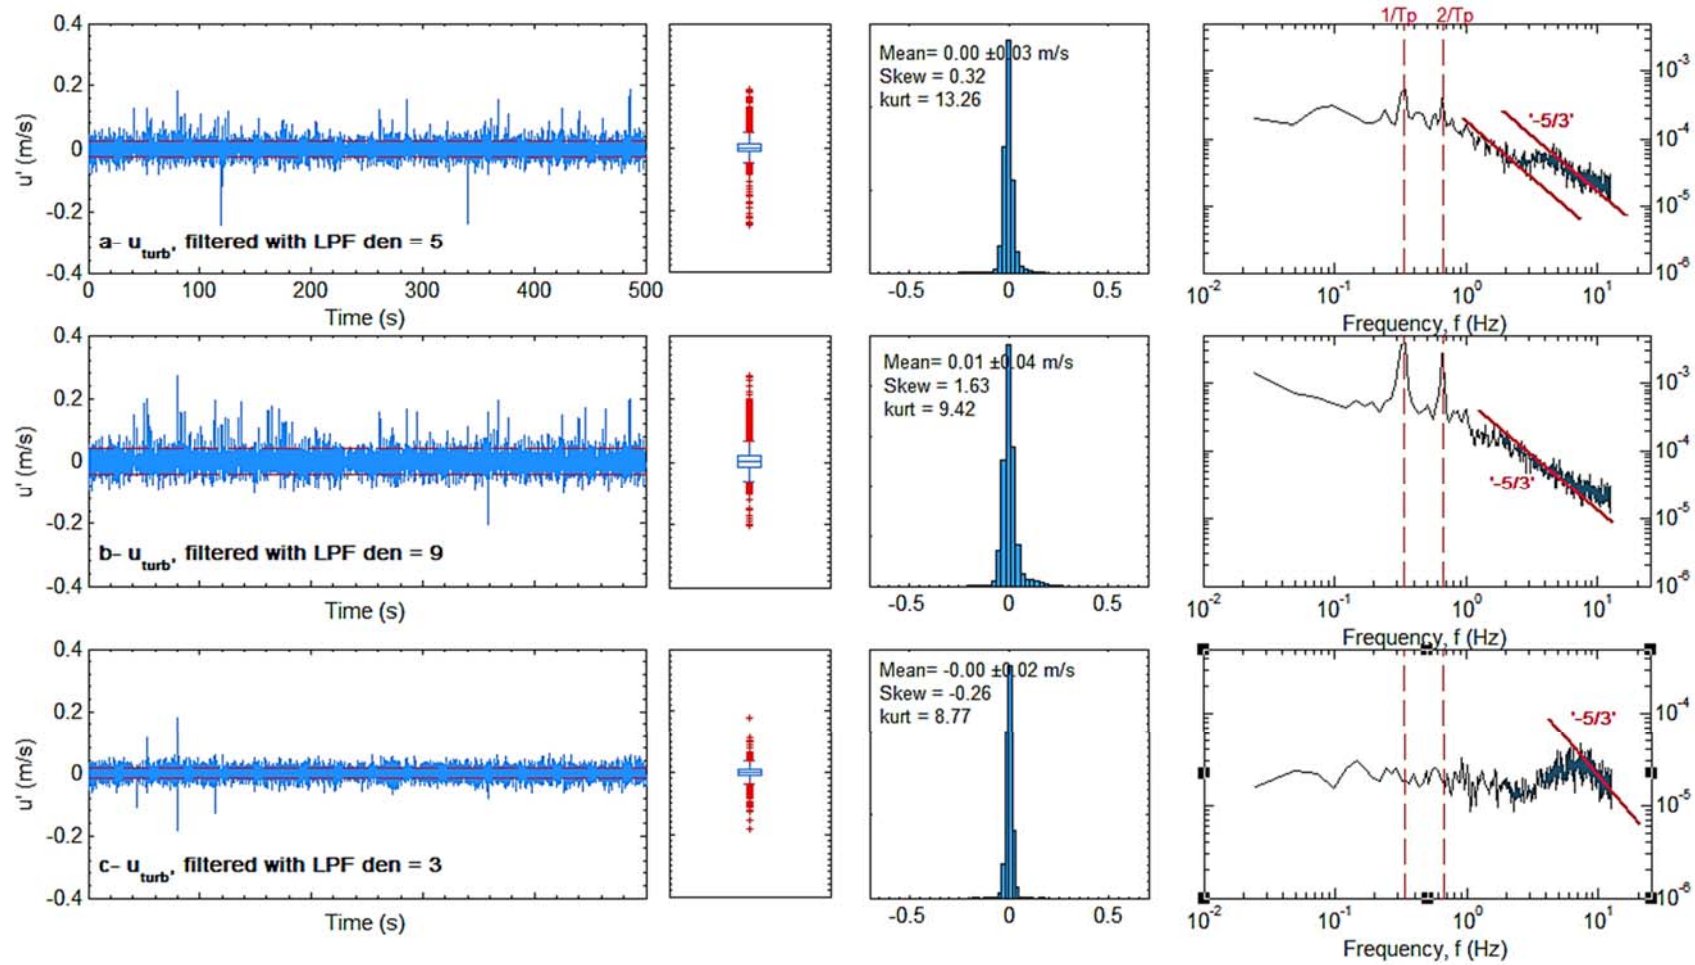 1/Tp 2/Tp
0.4
0.2
0
-0.2
-0.4
u' (m/s)
a- u_turb, filtered with LPF den = 5
0 100 200 300 400 500
Time (s)
Mean= 0.00 ±0.03 m/s
Skew = 0.32
kurt = 13.26
-0.5 0 0.5
'-5/3'
10^-3
10^-4
10^-5
10^-6
10^-2 10^-1 10^0 10^1
Frequency, f (Hz)
0.4
0.2
0
-0.2
-0.4
u' (m/s)
b- u_turb, filtered with LPF den = 9
Time (s)
Mean= 0.01 ±0.04 m/s
Skew = 1.63
kurt = 9.42
-0.5 0 0.5
'-5/3'
10^-3
10^-4
10^-5
10^-6
10^-2 10^-1 10^0 10^1
Frequency, f (Hz)
0.4
0.2
0
-0.2
-0.4
u' (m/s)
c- u_turb, filtered with LPF den = 3
Time (s)
Mean= -0.00 ±0.02 m/s
Skew = -0.26
kurt = 8.77
-0.5 0 0.5
'-5/3'
10^-4
10^-5
10^-6
10^-2 10^-1 10^0 10^1
Frequency, f (Hz)